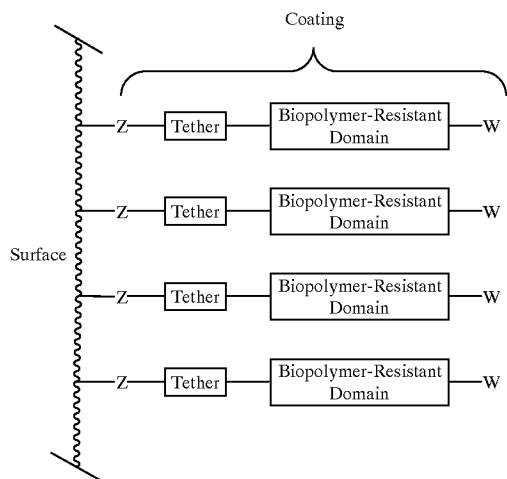 Coating
Z Tether Biopolymer-Resistant Domain W
Z Tether Biopolymer-Resistant Domain W
Surface
Z Tether Biopolymer-Resistant Domain W
Z Tether Biopolymer-Resistant Domain W